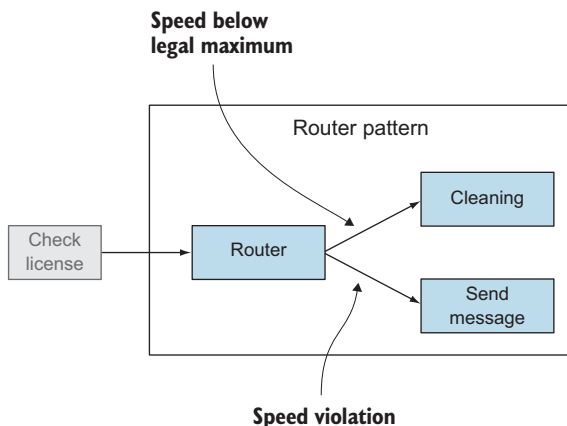 Speed below
legal maximum
Router pattern
Cleaning
Check
license
Router
Send
message
Speed violation